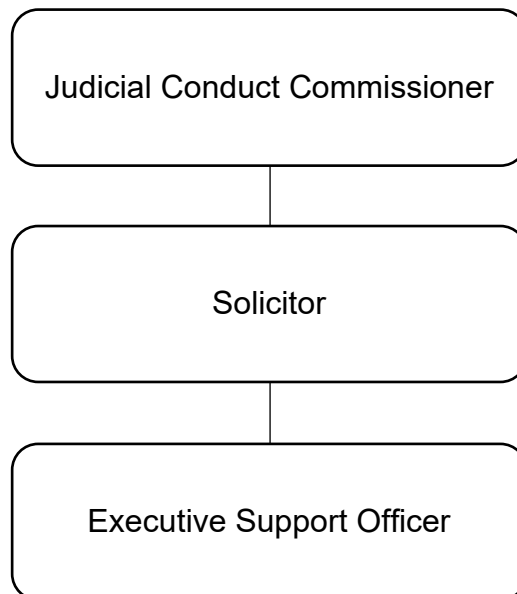 Judicial Conduct Commissioner
Solicitor
Executive Support Officer